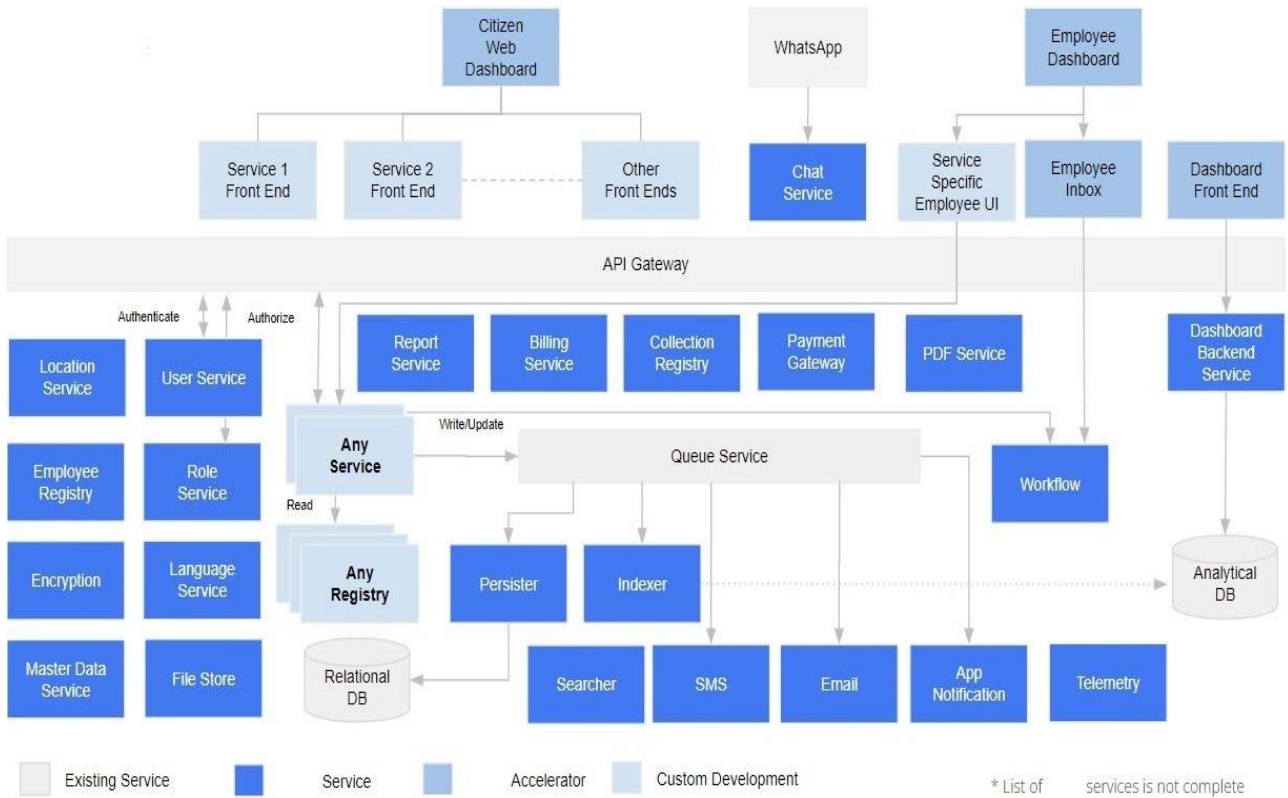 Citizen
Web
Dashboard
WhatsApp
Employee
Dashboard
Service 1
Front End
Service 2
Front End
Other
Front Ends
Chat
Service
Service
Specific
Employee UI
Employee
Inbox
Dashboard
Front End
API Gateway
Authenticate
Authorize
Location
Service
User Service
Report
Service
Billing
Service
Collection
Registry
Payment
Gateway
PDF Service
Dashboard
Backend
Service
Write/Update
Any
Service
Queue Service
Employee
Registry
Role
Service
Workflow
Read
Encryption
Language
Service
Any
Registry
Persister
Indexer
Analytical
DB
Master Data
Service
File Store
Relational
DB
Searcher
SMS
Email
App
Notification
Telemetry
Existing Service
Service
Accelerator
Custom Development
* List of services is not complete